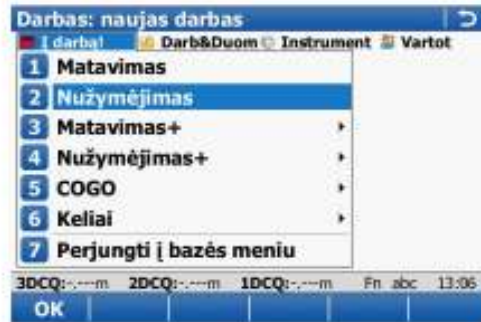 Darbas: naujas darbas
Į darbą! Darb&Duom Instrument Vartot
1 Matavimas
2 Nužymėjimas
3 Matavimas+
4 Nužymėjimas+
5 COGO
6 Keliai
7 Perjungti į bazės meniu
3DCQ:-.---m 2DCQ:-.---m 1DCQ:-.---m Fn abc 13:06
OK